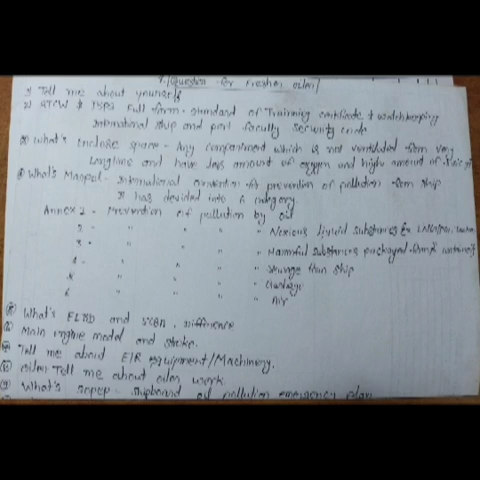 Question for Fresher oiler
1) Tell me about yourself
2) STCW & ISPS Full form - standard of Training certificate & watchkeeping
International ship and port facility security code
3) What's Enclose space - Any compartment which is not ventilated from very
longtime and have less amount of oxygen and high amount of
4) What's Marpol - International convention for prevention of pollution from ship
It has devided into 6 category.
Annex 1 - Prevention of pollution by oil
2 - " " " " Noxious liquid substances Ex.
3 - " " " " Harmful substances packaged form
4 - " " " " Sewage from ship
5 " " " " Garbage
6 " " " " Air
5) What's ELSD and SCBA. Difference
6) Main engine model and stroke.
7) Tell me about E/R equipment/Machinery.
8) oiler Tell me about oiler work.
9) What's sopep - shipboard oil pollution emergency plan